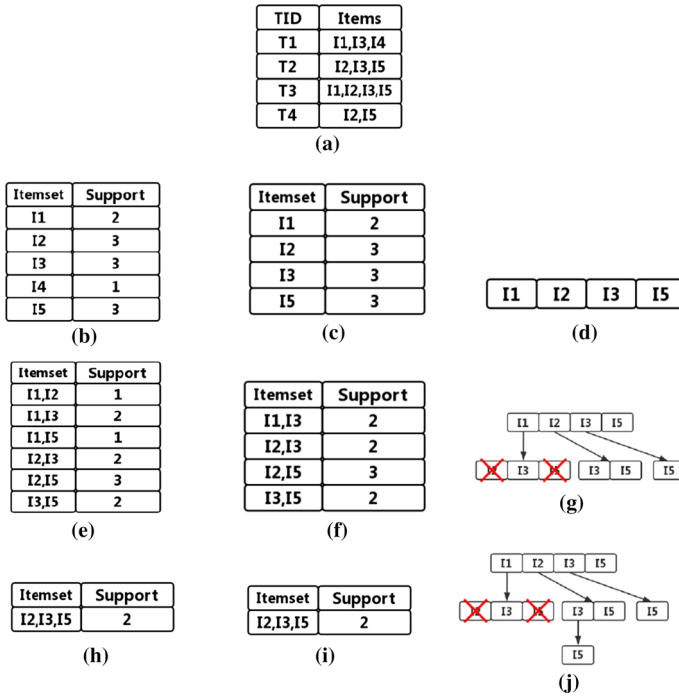 TID Items
T1 I1,I3,I4
T2 I2,I3,I5
T3 I1,I2,I3,I5
T4 I2,I5
(a)
Itemset Support
I1 2
I2 3
I3 3
I4 1
I5 3
(b)
Itemset Support
I1 2
I2 3
I3 3
I5 3
(c)
I1 I2 I3 I5
(d)
Itemset Support
I1,I2 1
I1,I3 2
I1,I5 1
I2,I3 2
I2,I5 3
I3,I5 2
(e)
Itemset Support
I1,I3 2
I2,I3 2
I2,I5 3
I3,I5 2
(f)
I1 I2 I3 I5
I2 I3 I5 I3 I5 I5
(g)
Itemset Support
I2,I3,I5 2
(h)
Itemset Support
I2,I3,I5 2
(i)
I1 I2 I3 I5
I2 I3 I5 I3 I5 I5
I5
(j)